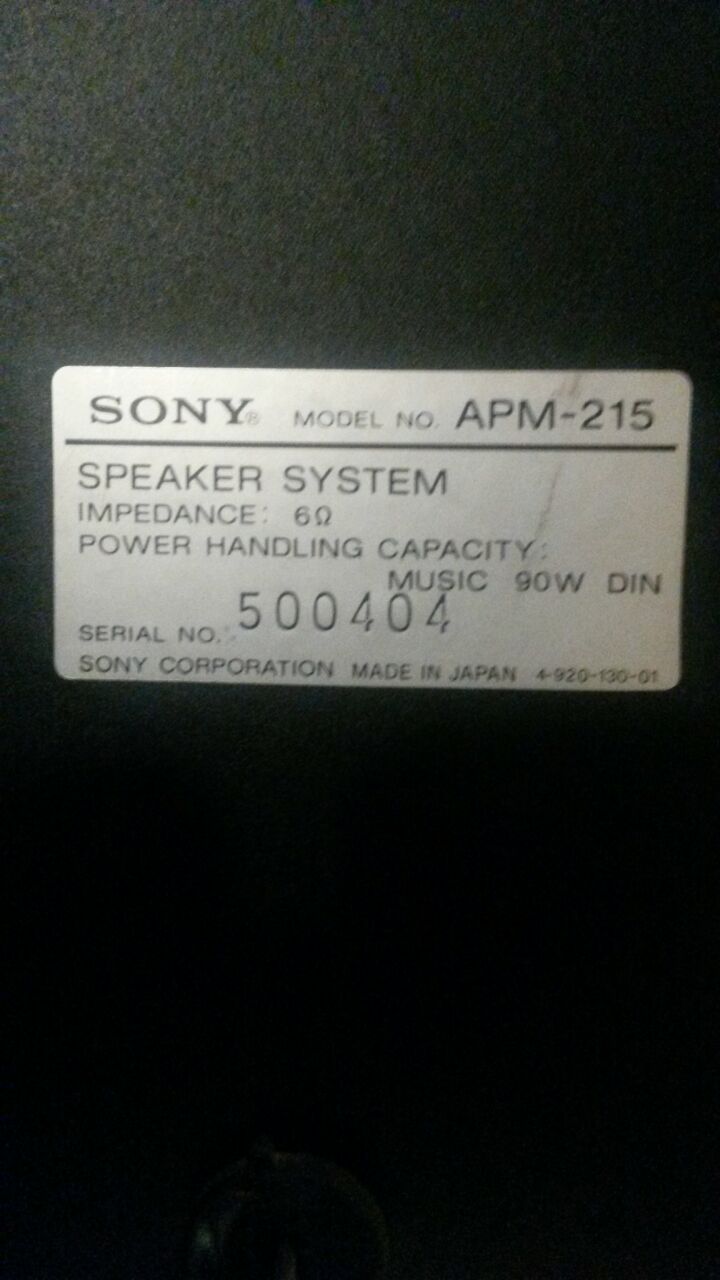 SONY® MODEL NO. APM-215
SPEAKER SYSTEM
IMPEDANCE: 6Ω
POWER HANDLING CAPACITY:
MUSIC 90W DIN
SERIAL NO. 500404
SONY CORPORATION MADE IN JAPAN 4-920-130-01